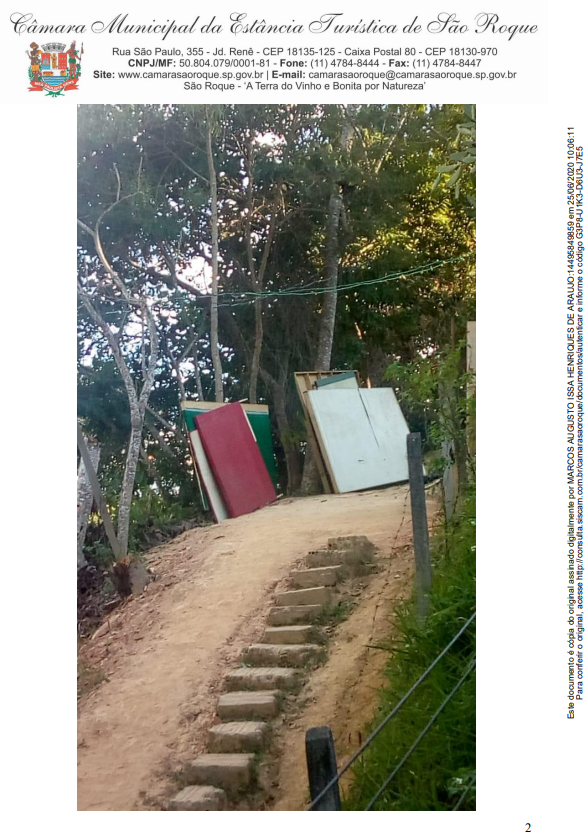 Câmara Municipal da Estância Turística de São Roque
Rua São Paulo, 355 - Jd. Renê - CEP 18135-125 - Caixa Postal 80 - CEP 18130-970
CNPJ/MF: 50.804.079/0001-81 - Fone: (11) 4784-8444 - Fax: (11) 4784-8447
Site: www.camarasaoroque.sp.gov.br | E-mail: camarasaoroque@camarasaoroque.sp.gov.br
São Roque - ‘A Terra do Vinho e Bonita por Natureza’
Este documento é cópia do original assinado digitalmente por MARCOS AUGUSTO ISSA HENRIQUES DE ARAUJO:14495849859 em 25/06/2020 10:06:11
Para conferir o original, acesse http://consulta.siscam.com.br/camarasaoroque/documentos/autenticar e informe o código G3P8-U1K3-D6U3-J7E5
2